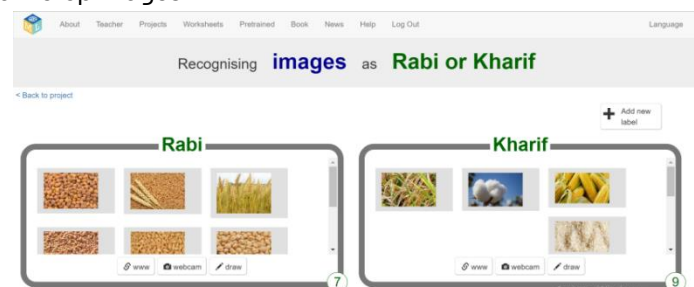 About Teacher Projects Worksheets Pretrained Book News Help Log Out Language
Recognising images as Rabi or Kharif
< Back to project
Add new
label
Rabi Kharif
www webcam draw www webcam draw
7 9